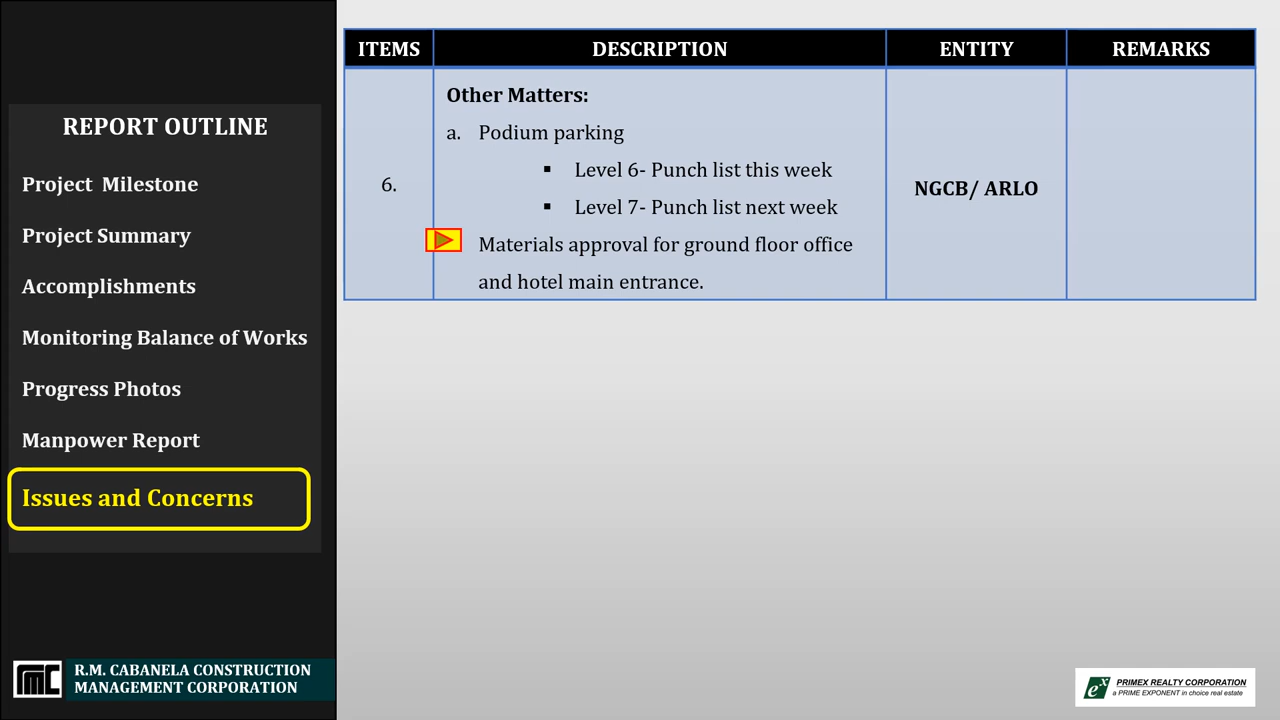 REPORT OUTLINE
Project Milestone
Project Summary
Accomplishments
Monitoring Balance of Works
Progress Photos
Manpower Report
Issues and Concerns
R.M. CABANELA CONSTRUCTION
MANAGEMENT CORPORATION
ITEMS DESCRIPTION ENTITY REMARKS
6.
Other Matters:
a. Podium parking
▪ Level 6- Punch list this week
▪ Level 7- Punch list next week
Materials approval for ground floor office
and hotel main entrance.
NGCB/ ARLO
ex
PRIMEX REALTY CORPORATION
a PRIME EXPONENT in choice real estate